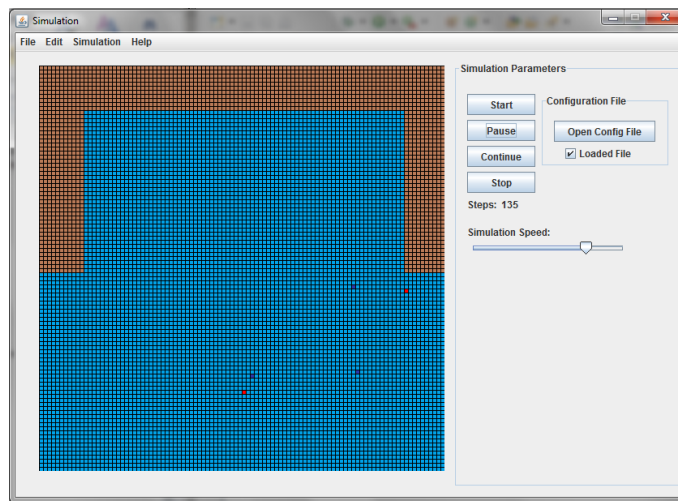 Simulation
File Edit Simulation Help
Simulation Parameters
Start
Configuration File
Pause
Open Config File
Continue
Loaded File
Stop
Steps: 135
Simulation Speed: